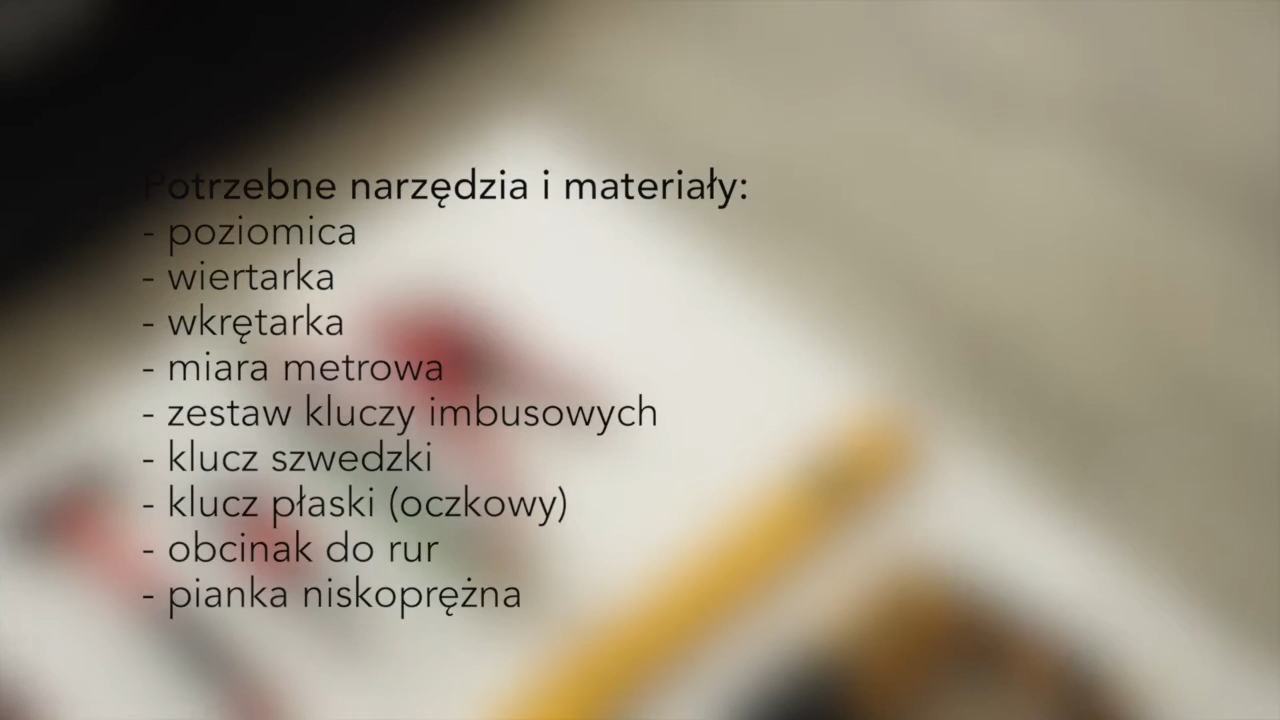 Potrzebne narzędzia i materiały:
- poziomica
- wiertarka
- wkrętarka
- miara metrowa
- zestaw kluczy imbusowych
- klucz szwedzki
- klucz płaski (oczkowy)
- obcinak do rur
- pianka niskoprężna